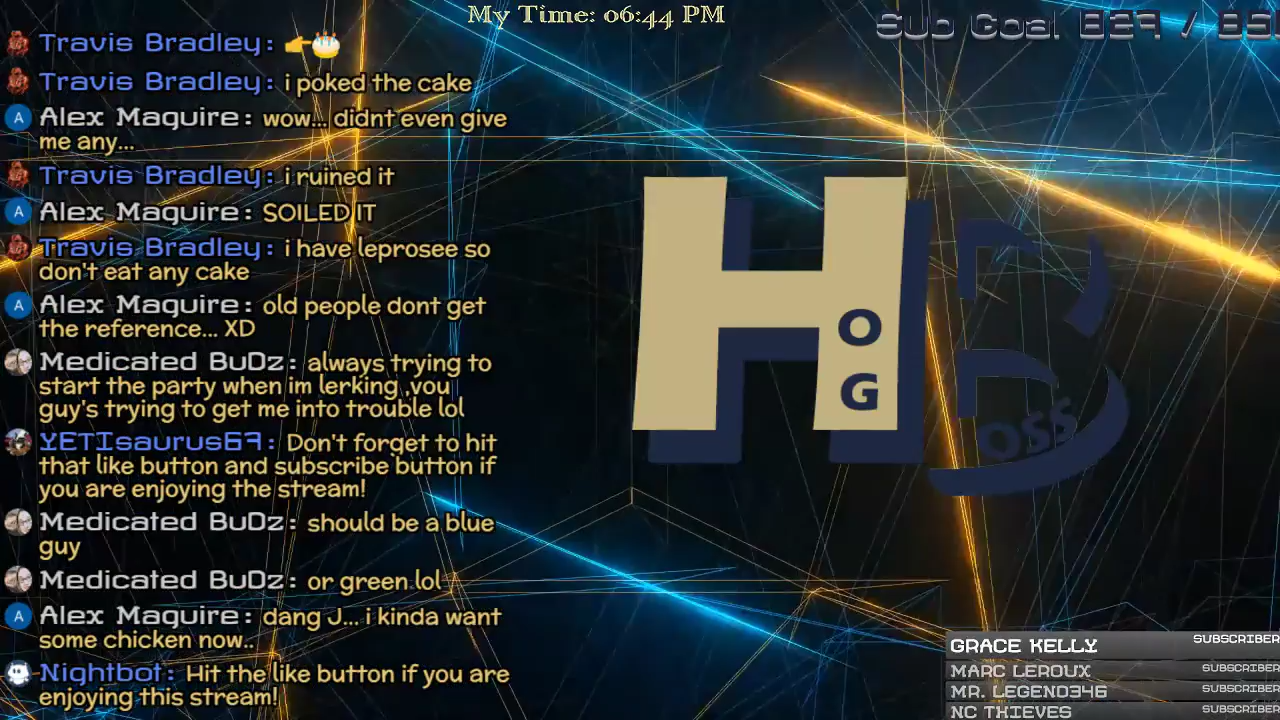 My Time: 06:44 PM
Sub Goal 827 / 83
Travis Bradley: 👉🎂
Travis Bradley: i poked the cake
A Alex Maguire: wow... didnt even give
me any...
Travis Bradley: i ruined it
A Alex Maguire: SOILED IT
Travis Bradley: i have leprosee so
don't eat any cake
A Alex Maguire: old people dont get
the reference... XD
Medicated BuDz: always trying to
start the party when im lerking ,you
guy's trying to get me into trouble lol
YETIsaurus67: Don't forget to hit
that like button and subscribe button if
you are enjoying the stream!
Medicated BuDz: should be a blue
guy
Medicated BuDz: or green lol
A Alex Maguire: dang J... i kinda want
some chicken now..
Nightbot: Hit the like button if you are
enjoying this stream!
H
O
G
B
OSS
GRACE KELLY SUBSCRIBER
MARC LEROUX SUBSCRIBER
MR. LEGEND346 SUBSCRIBER
NC THIEVES SUBSCRIBER